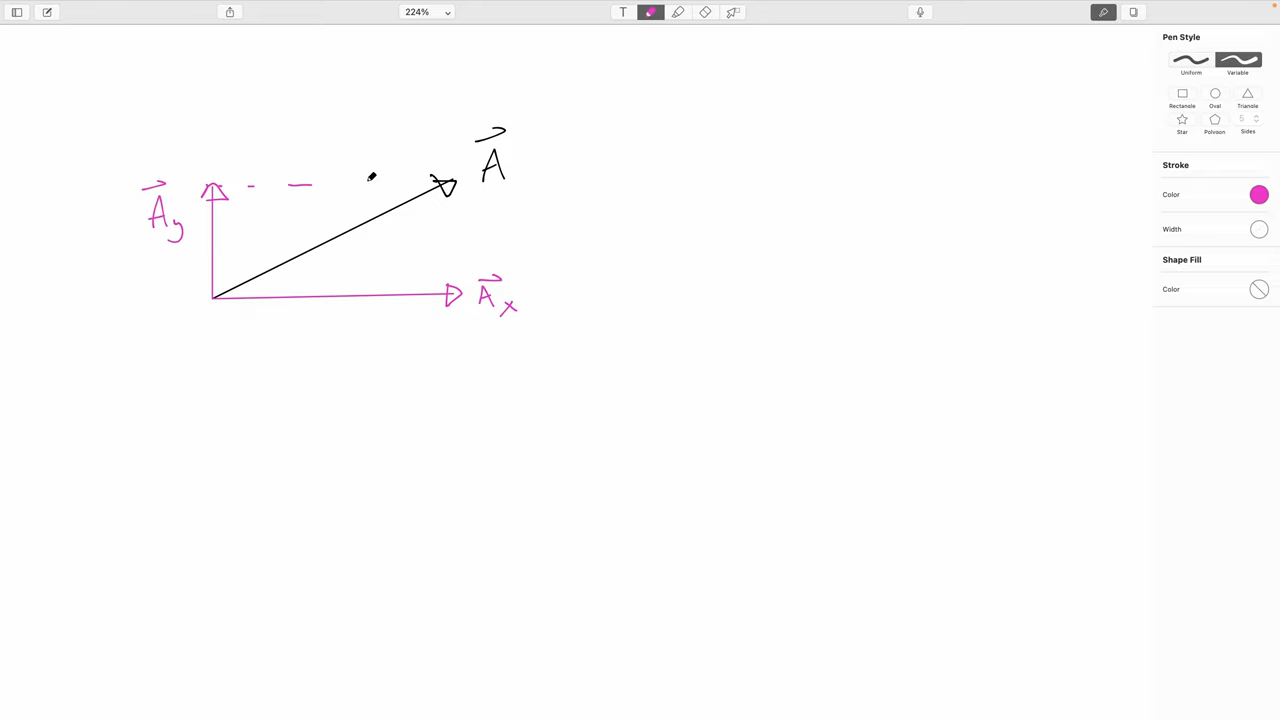 224%
T
Pen Style
Uniform Variable
Rectangle Oval Triangle
5
Star Polygon Sides
Stroke
Color
Width
Shape Fill
Color
A
A y
A x